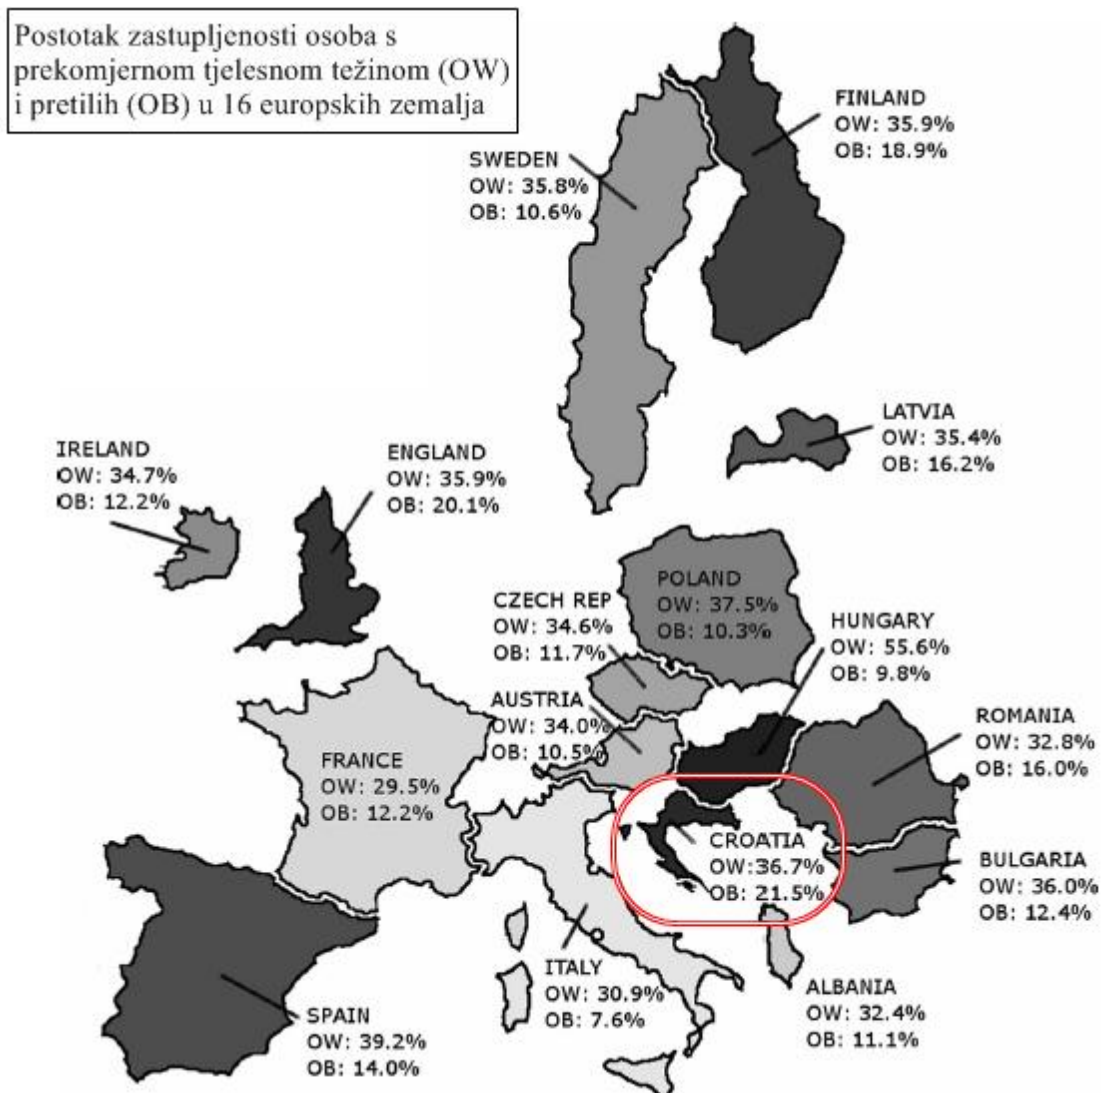 Postotak zastupljenosti osoba s
prekomjernom tjelesnom težinom (OW)
i pretilih (OB) u 16 europskih zemalja
FINLAND
OW: 35.9%
OB: 18.9%
SWEDEN
OW: 35.8%
OB: 10.6%
LATVIA
OW: 35.4%
OB: 16.2%
IRELAND
OW: 34.7%
OB: 12.2%
ENGLAND
OW: 35.9%
OB: 20.1%
POLAND
OW: 37.5%
OB: 10.3%
CZECH REP
OW: 34.6%
OB: 11.7%
HUNGARY
OW: 55.6%
OB: 9.8%
AUSTRIA
OW: 34.0%
OB: 10.5%
ROMANIA
OW: 32.8%
OB: 16.0%
FRANCE
OW: 29.5%
OB: 12.2%
CROATIA
OW:36.7%
OB: 21.5%
BULGARIA
OW: 36.0%
OB: 12.4%
ITALY
OW: 30.9%
OB: 7.6%
ALBANIA
OW: 32.4%
OB: 11.1%
SPAIN
OW: 39.2%
OB: 14.0%